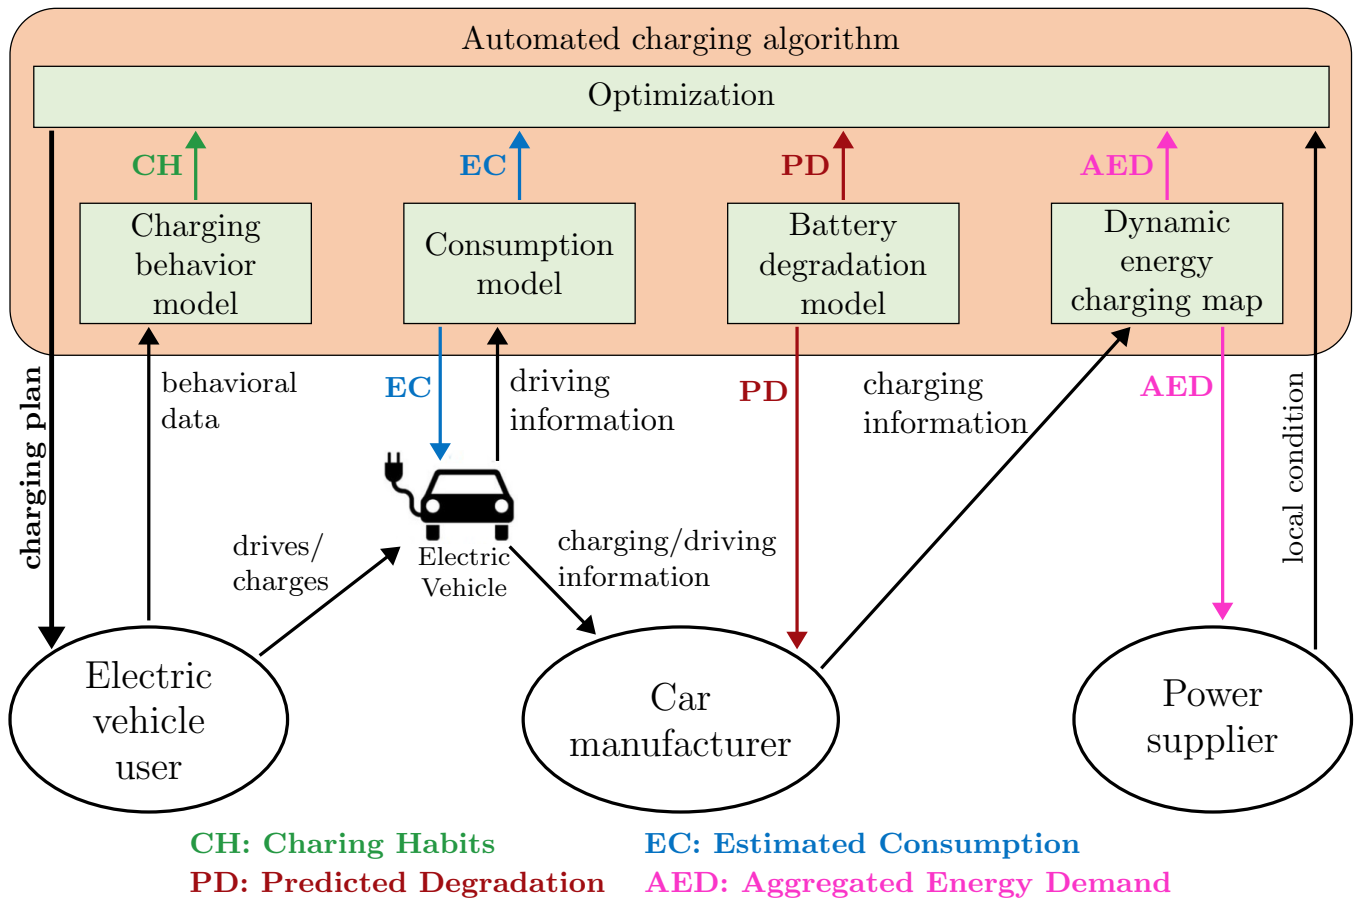 Automated charging algorithm
Optimization
CH
EC
PD
AED
Charging
behavior
model
Consumption
model
Battery
degradation
model
Dynamic
energy
charging map
charging plan
behavioral
data
EC
driving
information
PD
charging
information
AED
local condition
drives/
charges
Electric
Vehicle
charging/driving
information
Electric
vehicle
user
Car
manufacturer
Power
supplier
CH: Charing Habits
EC: Estimated Consumption
PD: Predicted Degradation
AED: Aggregated Energy Demand